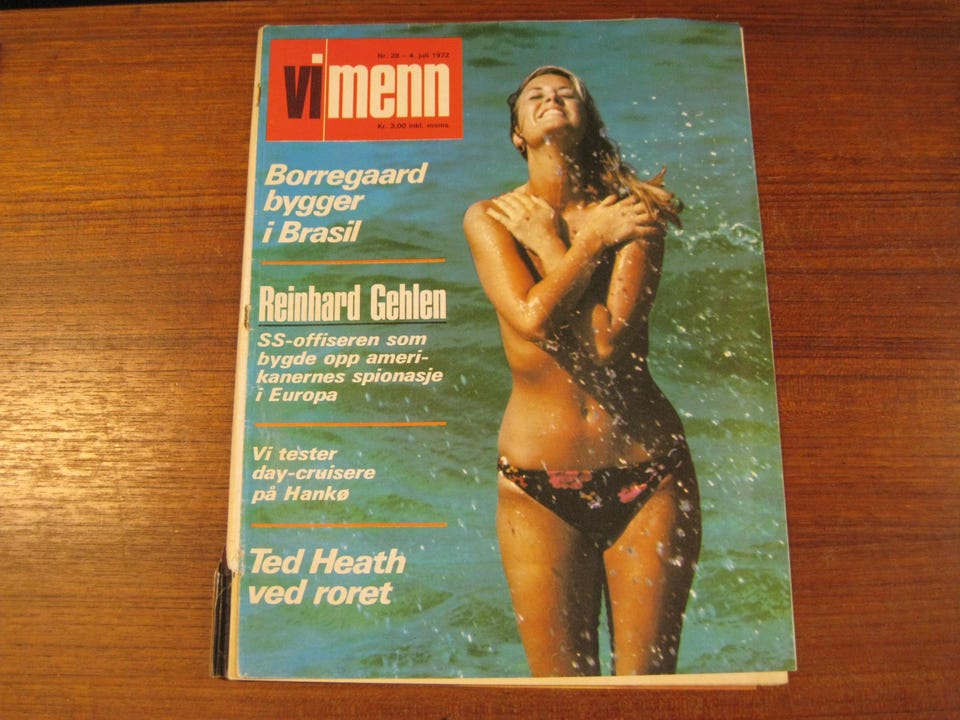 Nr. 28 – 4. juli 1972
vi menn
Kr. 3,00 inkl. moms.
Borregaard
bygger
i Brasil
Reinhard Gehlen
SS-offiseren som
bygde opp ameri-
kanernes spionasje
i Europa
Vi tester
day-cruisere
på Hankø
Ted Heath
ved roret